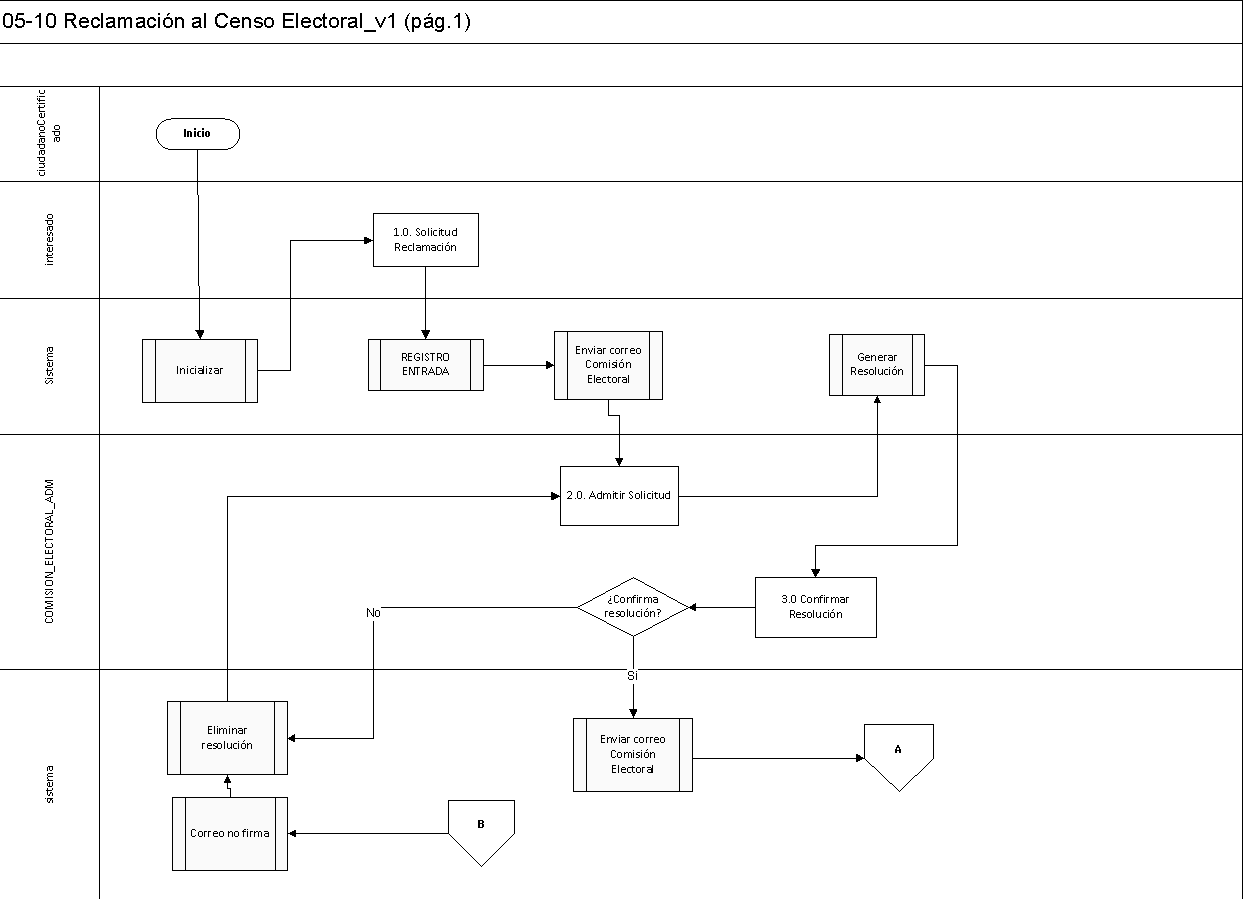 05-10 Reclamación al Censo Electoral_v1 (pág.1)
ciudadanoCertific
ado
Inicio
interesado
1.0. Solicitud
Reclamación
Sistema
Inicializar
REGISTRO
ENTRADA
Enviar correo
Comisión
Electoral
Generar
Resolución
COMISION_ELECTORAL_ADM
2.0. Admitir Solicitud
¿Confirma
resolución?
3.0 Confirmar
Resolución
No
Si
sistema
Eliminar
resolución
Enviar correo
Comisión
Electoral
A
Correo no firma
B